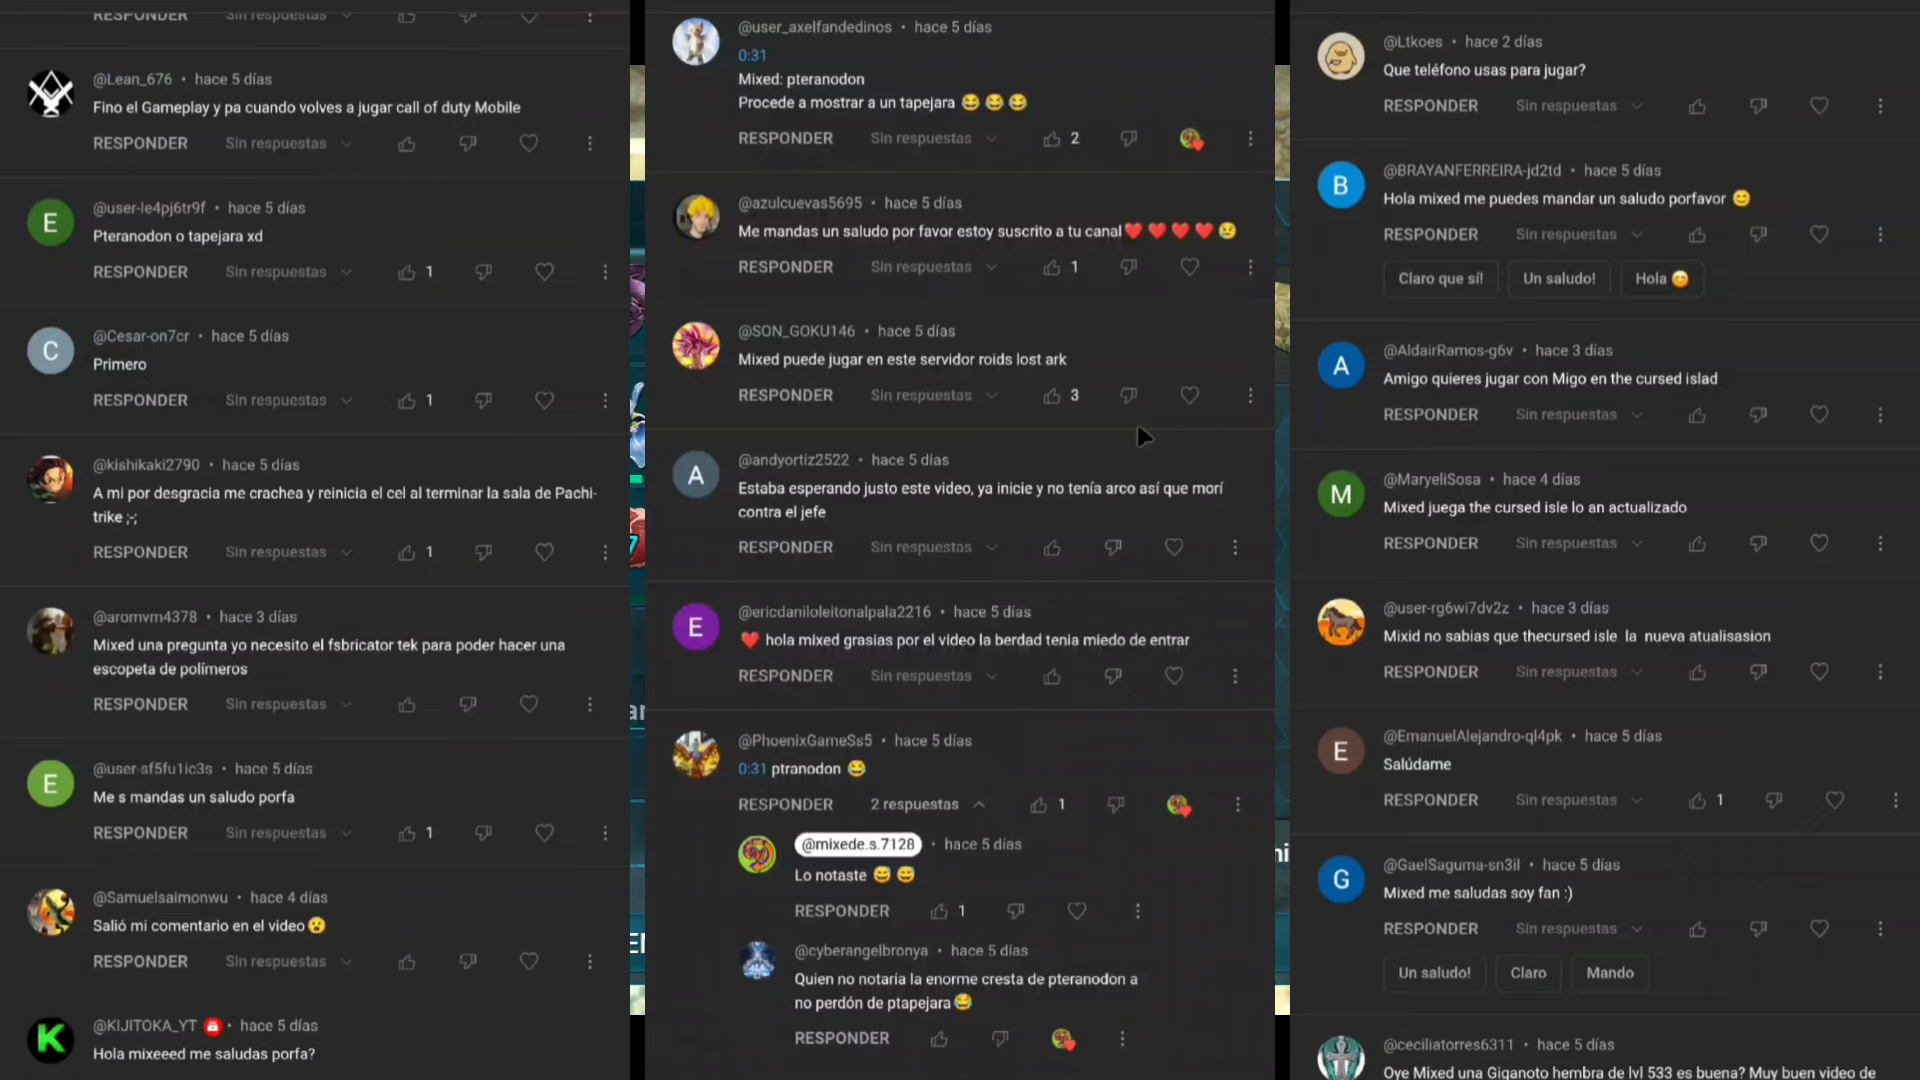 RESPONDER Sin respuestas
@Lean_676 • hace 5 días
Fino el Gameplay y pa cuando volves a jugar call of duty Mobile
RESPONDER Sin respuestas
E
@user-le4pj6tr9f • hace 5 días
Pteranodon o tapejara xd
RESPONDER Sin respuestas 1
C
@Cesar-on7cr • hace 5 días
Primero
RESPONDER Sin respuestas 1
@kishikaki2790 • hace 5 días
A mi por desgracia me crachea y reinicia el cel al terminar la sala de Pachi-
trike ;-;
RESPONDER Sin respuestas 1
@aromvm4378 • hace 3 días
Mixed una pregunta yo necesito el fsbricator tek para poder hacer una
escopeta de polímeros
RESPONDER Sin respuestas
E
@user-sf5fu1ic3s • hace 5 días
Me s mandas un saludo porfa
RESPONDER Sin respuestas 1
@Samuelsaimonwu • hace 4 días
Salió mi comentario en el video😮
RESPONDER Sin respuestas
K
@KIJITOKA_YT • hace 5 días
Hola mixeeed me saludas porfa?
@user_axelfandedinos • hace 5 días
0:31
Mixed: pteranodon
Procede a mostrar a un tapejara 😂 😂 😂
RESPONDER Sin respuestas 2
@azulcuevas5695 • hace 5 días
Me mandas un saludo por favor estoy suscrito a tu canal❤️ ❤️ ❤️ ❤️ 😢
RESPONDER Sin respuestas 1
@SON_GOKU146 • hace 5 días
Mixed puede jugar en este servidor roids lost ark
RESPONDER Sin respuestas 3
A
@andyortiz2522 • hace 5 días
Estaba esperando justo este video, ya inicie y no tenía arco así que morí
contra el jefe
RESPONDER Sin respuestas
E
@ericdaniloleitonalpala2216 • hace 5 días
❤️ hola mixed grasias por el video la berdad tenia miedo de entrar
RESPONDER Sin respuestas
@PhoenixGameSs5 • hace 5 días
0:31 ptranodon 😂
RESPONDER 2 respuestas 1
@mixede.s.7128 • hace 5 días
Lo notaste 😅 😅
RESPONDER 1
@cyberangelbronya • hace 5 días
Quien no notaría la enorme cresta de pteranodon a
no perdón de ptapejara😂
RESPONDER
@Ltkoes • hace 2 días
Que teléfono usas para jugar?
RESPONDER Sin respuestas
B
@BRAYANFERREIRA-jd2td • hace 5 días
Hola mixed me puedes mandar un saludo porfavor 😊
RESPONDER Sin respuestas
Claro que sí! Un saludo! Hola 😊
A
@AldairRamos-g6v • hace 3 días
Amigo quieres jugar con Migo en the cursed islad
RESPONDER Sin respuestas
M
@MaryeliSosa • hace 4 días
Mixed juega the cursed isle lo an actualizado
RESPONDER Sin respuestas
@user-rg6wi7dv2z • hace 3 días
Mixid no sabias que thecursed isle la nueva atualisasion
RESPONDER Sin respuestas
E
@EmanuelAlejandro-ql4pk • hace 5 días
Salúdame
RESPONDER Sin respuestas 1
G
@GaelSaguma-sn3il • hace 5 días
Mixed me saludas soy fan :)
RESPONDER Sin respuestas
Un saludo! Claro Mando
@ceciliatorres6311 • hace 5 días
Oye Mixed una Giganoto hembra de lvl 533 es buena? Muy buen video de